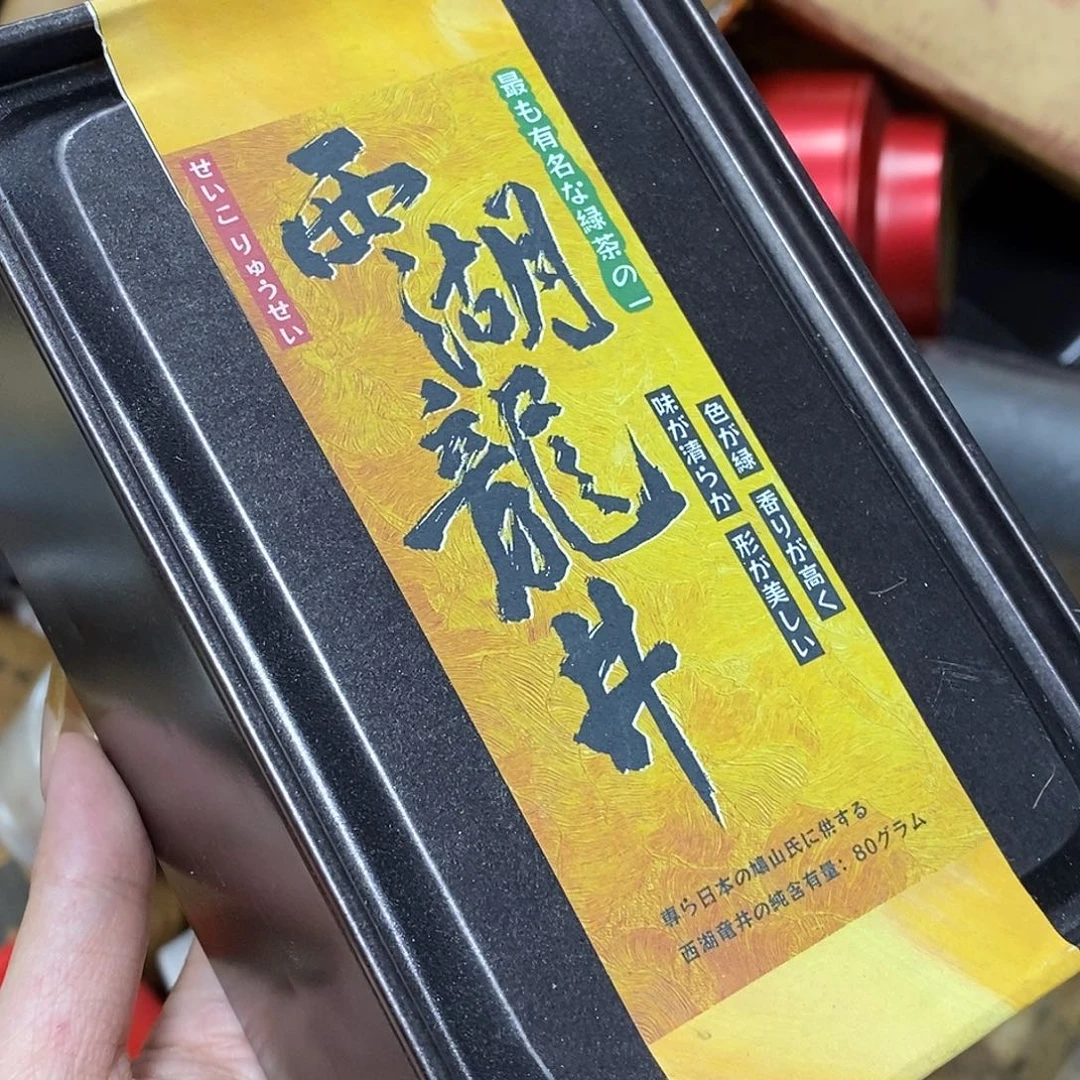 最も有名な緑茶の一
西湖龍井
せいこりゅうせい
色が緑 香りが高く
味が清らか 形が美しい
専ら日本の鳩山氏に供する
西湖竜井の純含有量: 80グラム